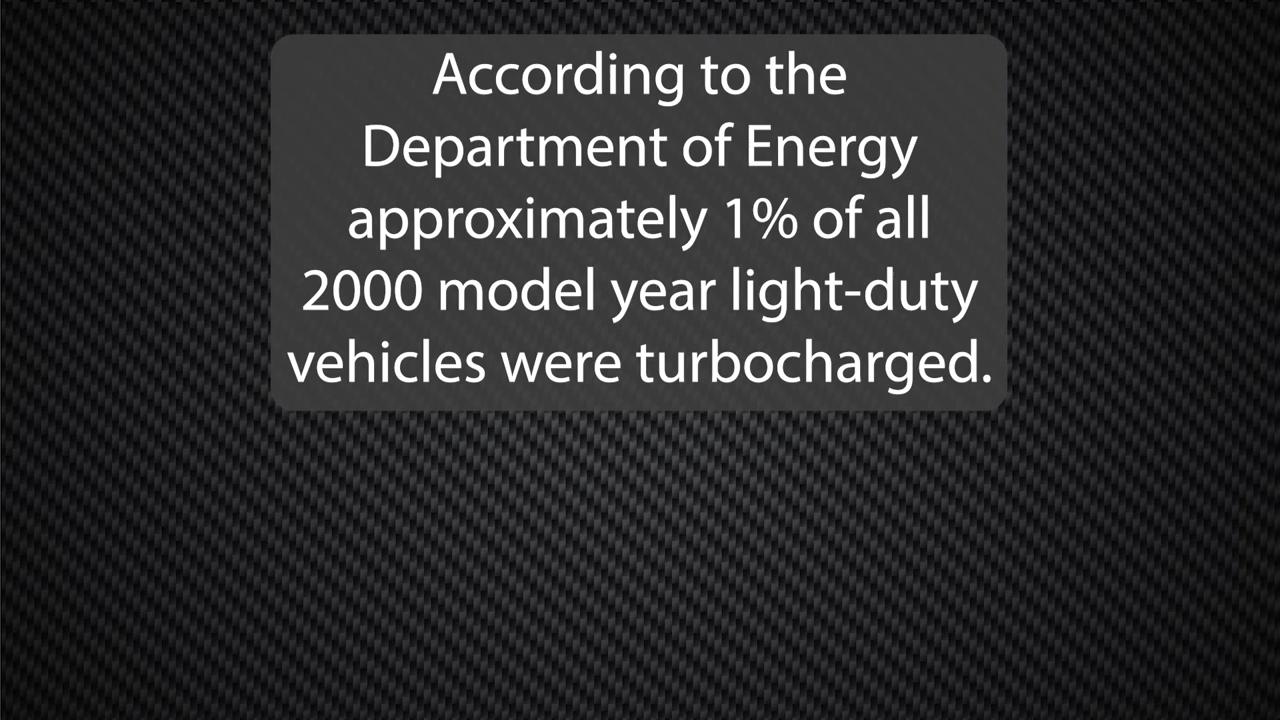 According to the
Department of Energy
approximately 1% of all
2000 model year light-duty
vehicles were turbocharged.